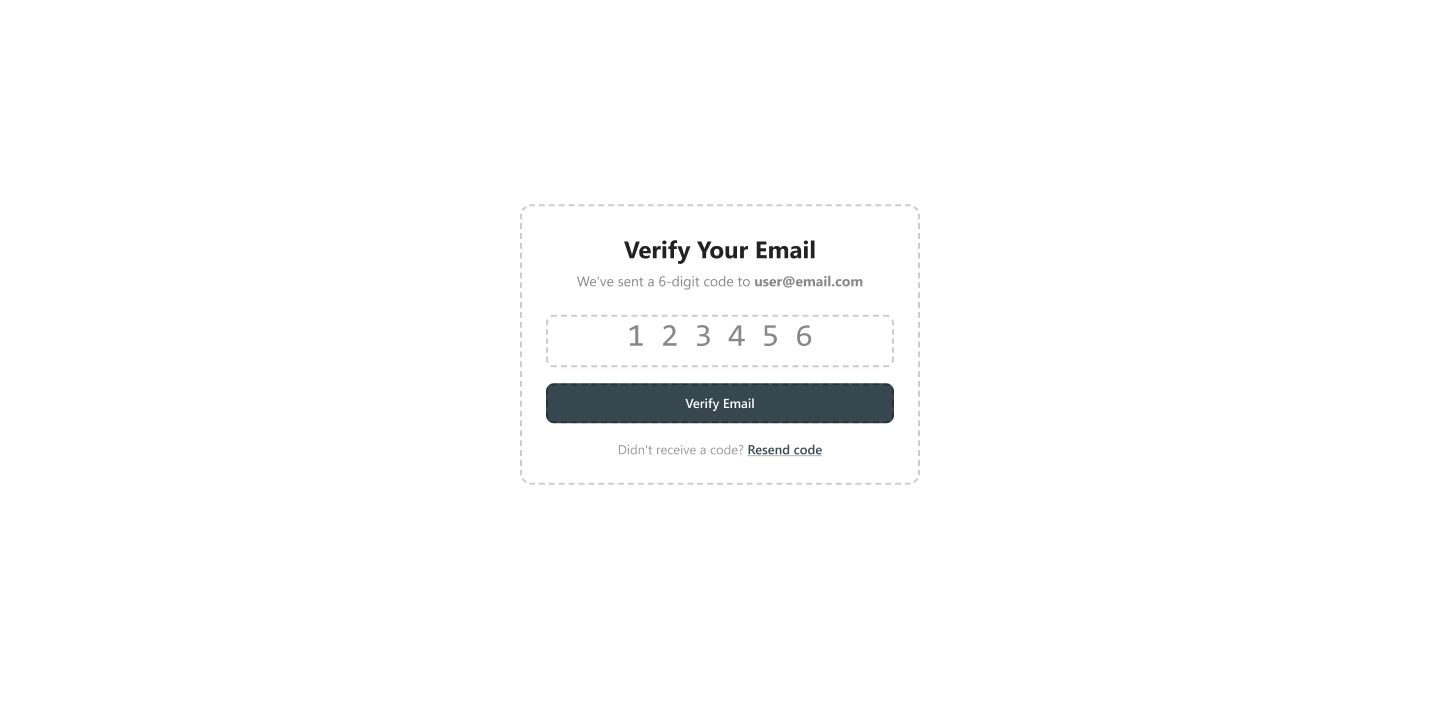 Verify Your Email
We've sent a 6-digit code to user@email.com
1 2 3 4 5 6
Verify Email
Didn't receive a code? Resend code